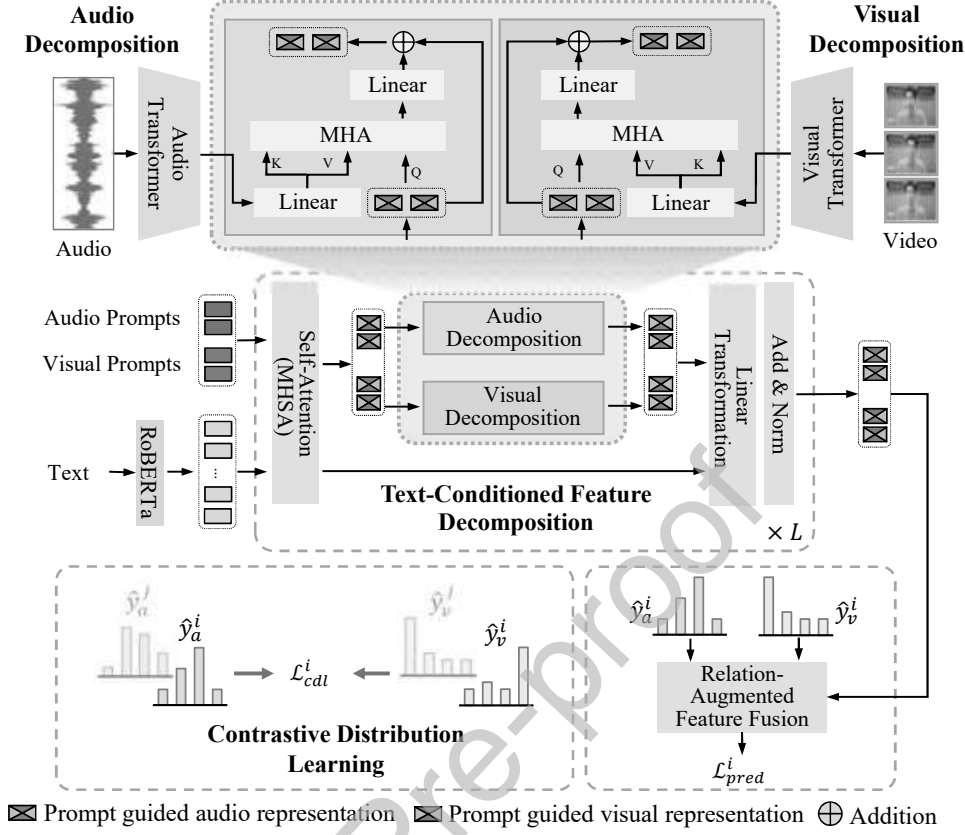 Audio
Decomposition
Visual
Decomposition
Linear
Linear
MHA
MHA
K
V
Q
Q
V
K
Linear
Linear
Audio
Transformer
Visual
Transformer
Audio
Video
Audio Prompts
Visual Prompts
Self-Attention
(MHSA)
Audio
Decomposition
Visual
Decomposition
Linear
Transformation
Add & Norm
Text
RoBERTa
...
Text-Conditioned Feature
Decomposition
× L
ŷ_a^j
ŷ_a^i
ℒ_cdl^i
ŷ_v^j
ŷ_v^i
Contrastive Distribution
Learning
ŷ_a^i
ŷ_v^i
Relation-
Augmented
Feature Fusion
ℒ_pred^i
Prompt guided audio representation
Prompt guided visual representation
Addition
Pre-proof